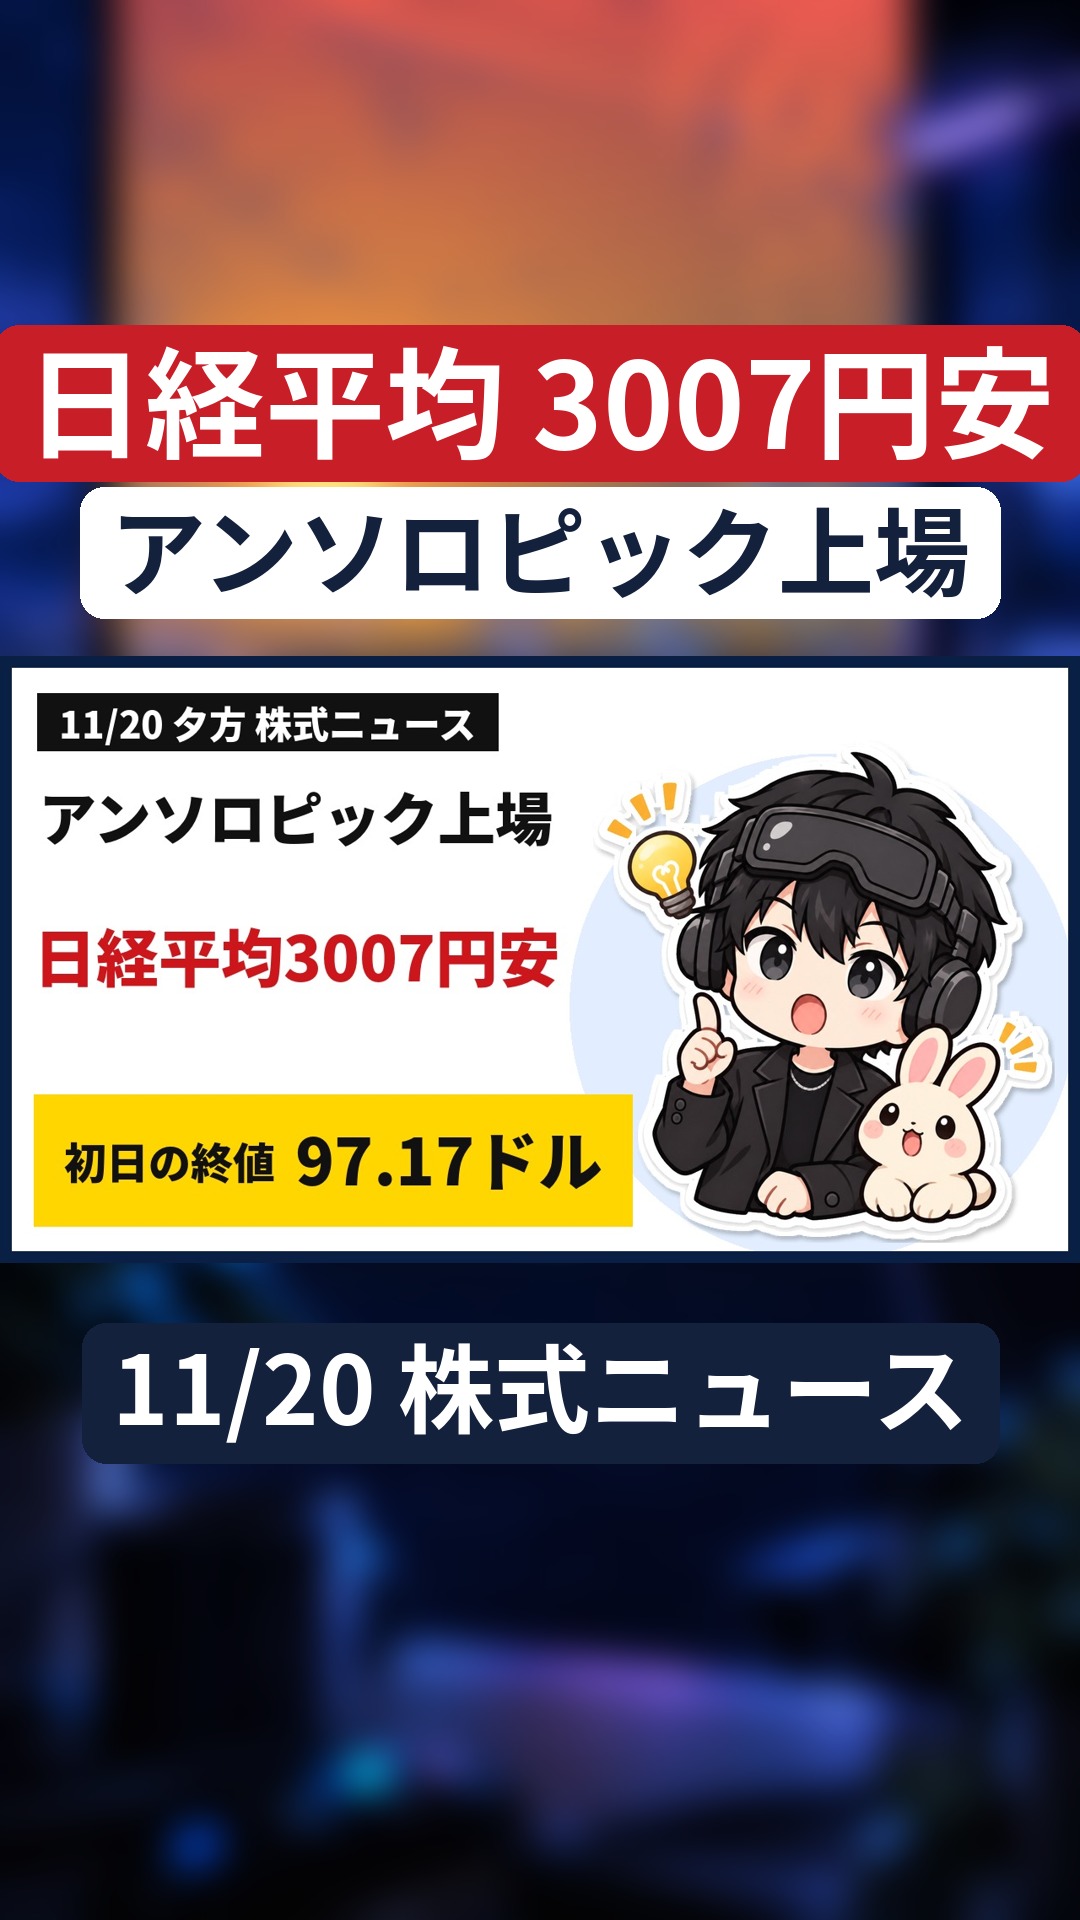 日経平均 3007円安
アンソロピック上場
11/20 夕方 株式ニュース
アンソロピック上場
日経平均3007円安
初日の終値 97.17ドル
11/20 株式ニュース